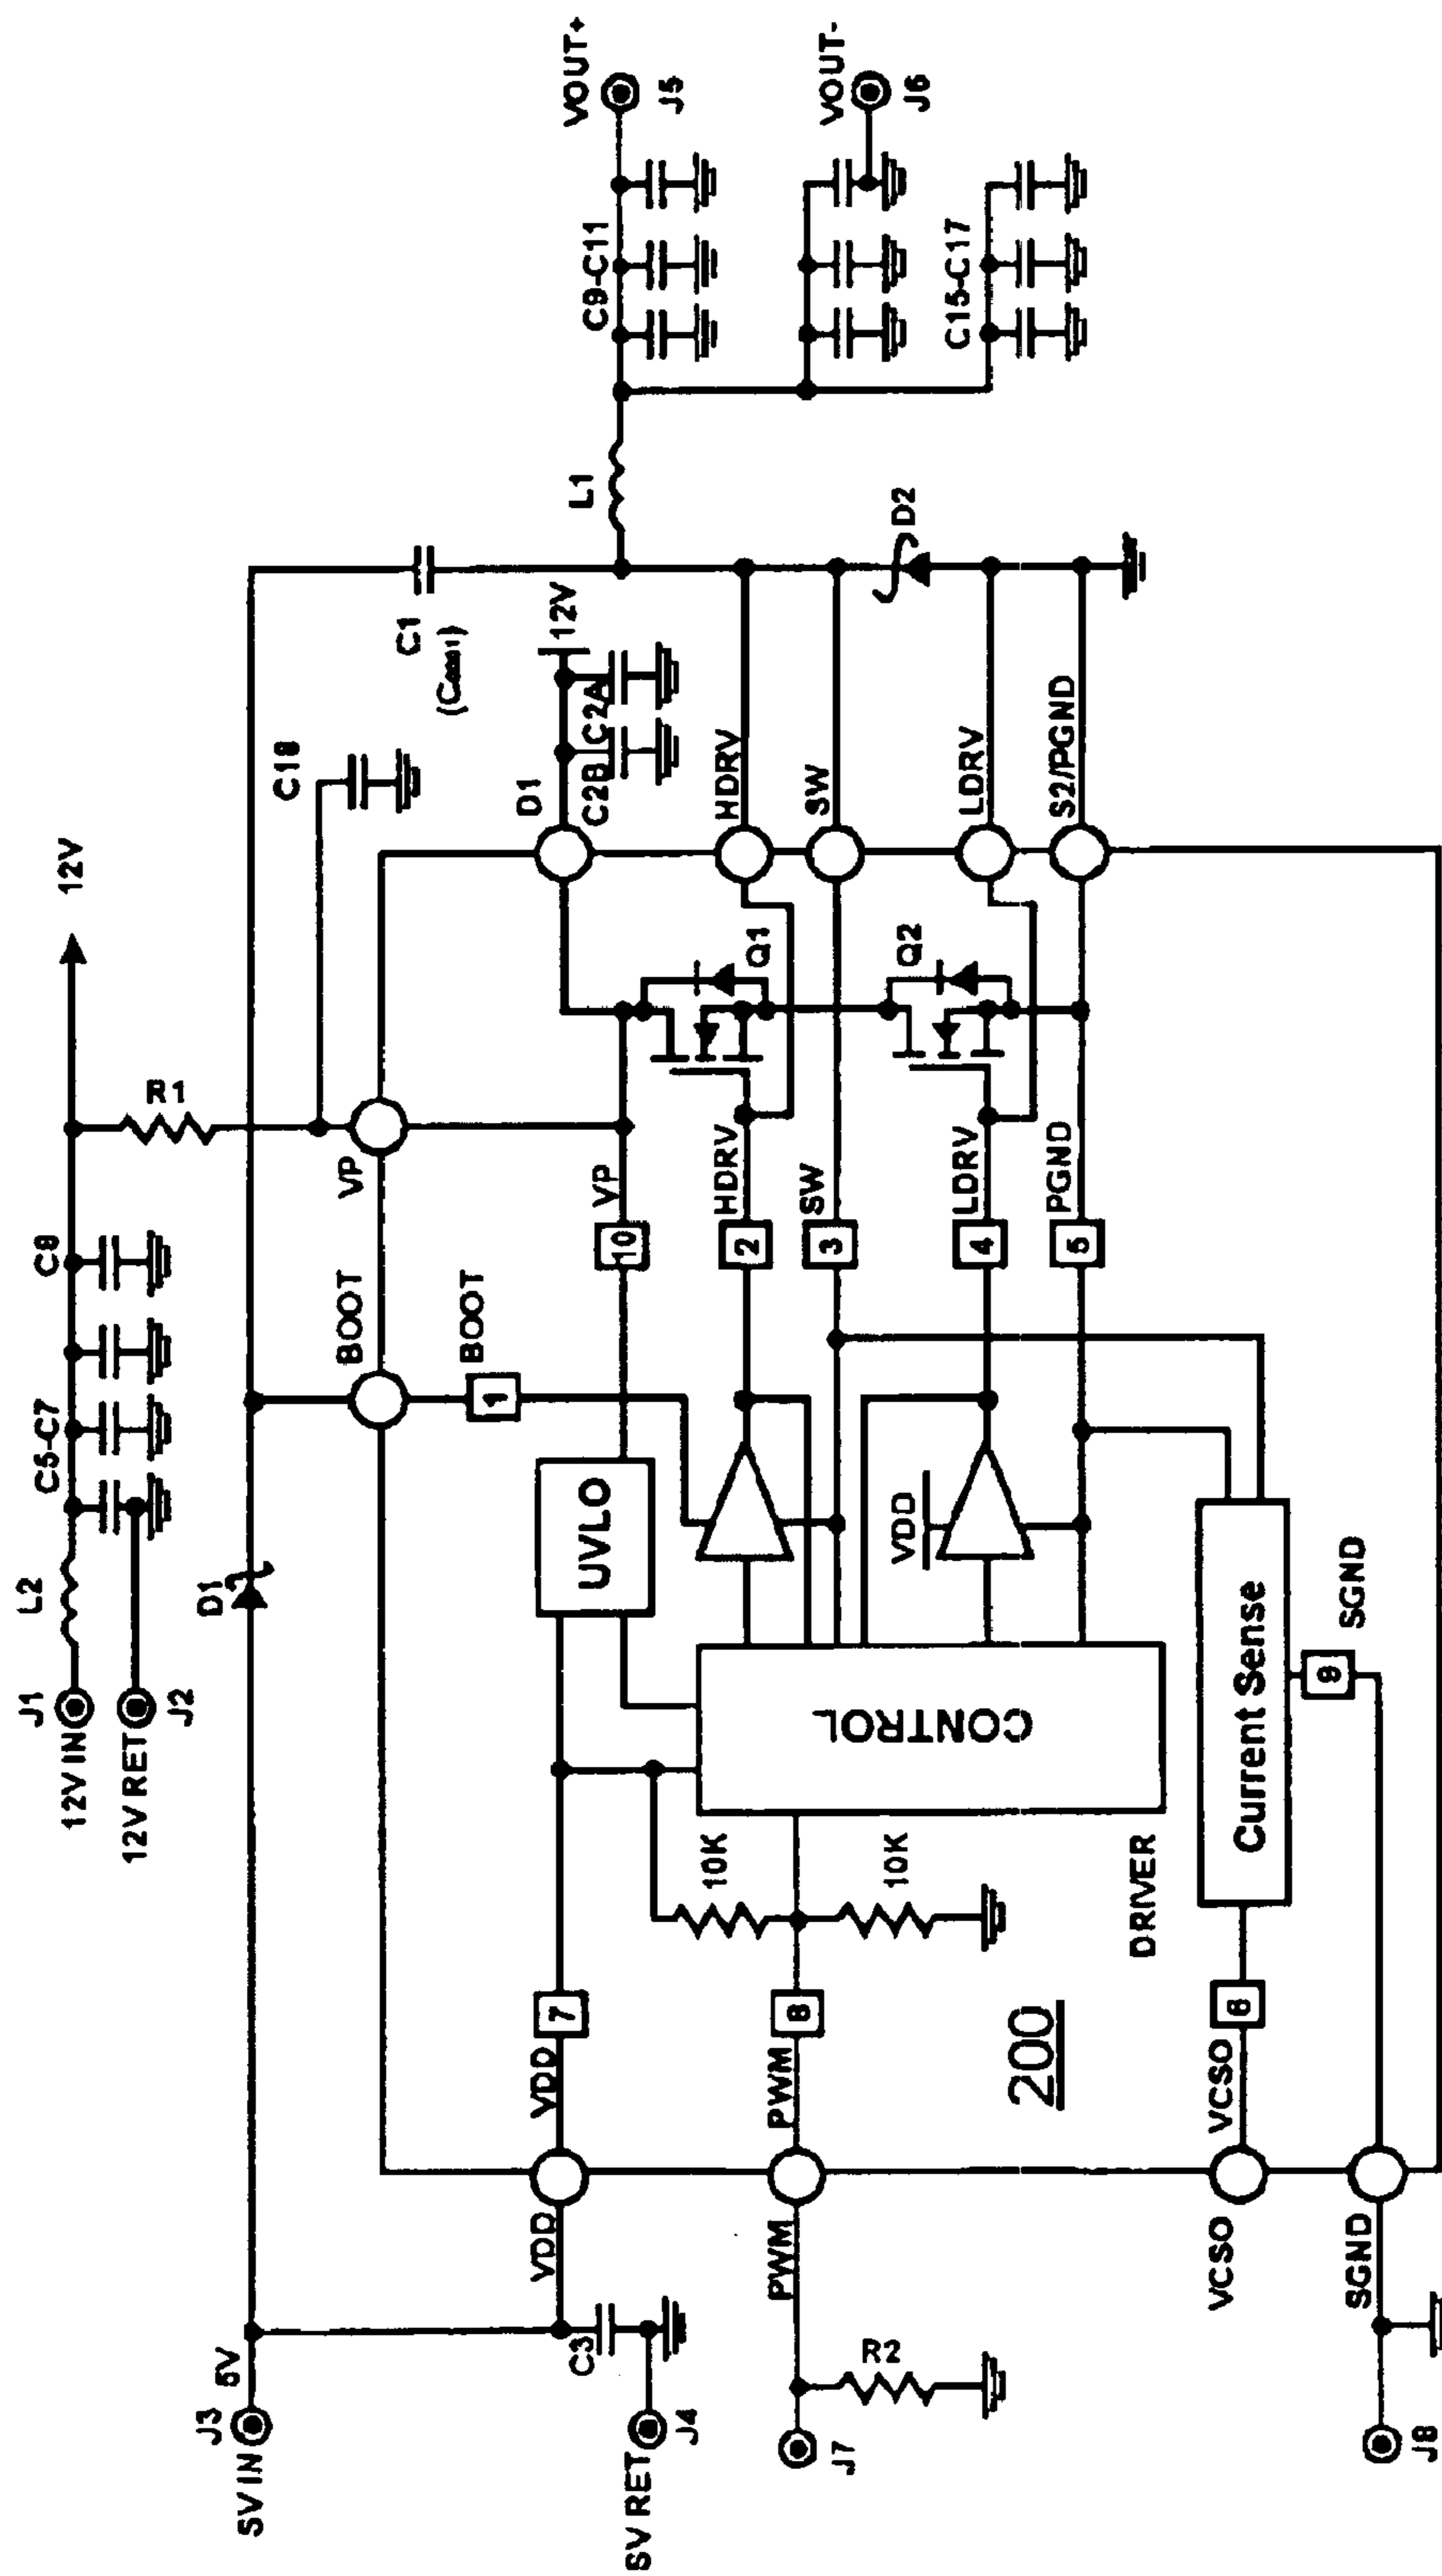 J1
12V IN
12V RET
J2
L2
C5-C7
C8
12V
R1
C18
J3
5V IN
5V
D1
BOOT
VP
BOOT
1
C1
D1
12V
C2B
C2A
L1
VOUT+
J5
C9-C11
VOUT-
J6
C15-C17
VDD
VDD
7
UVLO
10
VP
C3
5V RET
J4
10K
10K
CONTROL
VDD
2
HDRV
HDRV
3
SW
SW
4
LDRV
LDRV
5
PGND
S2/PGND
Q1
Q2
D2
PWM
PWM
8
J7
R2
200
DRIVER
VCSO
VCSO
6
Current Sense
9
SGND
SGND
J8